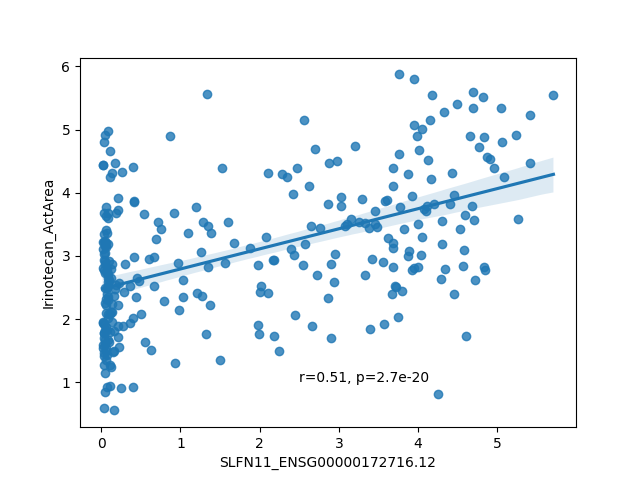 6
5
4
3
2
1
Irinotecan_ActArea
r=0.51, p=2.7e-20
0 1 2 3 4 5
SLFN11_ENSG00000172716.12